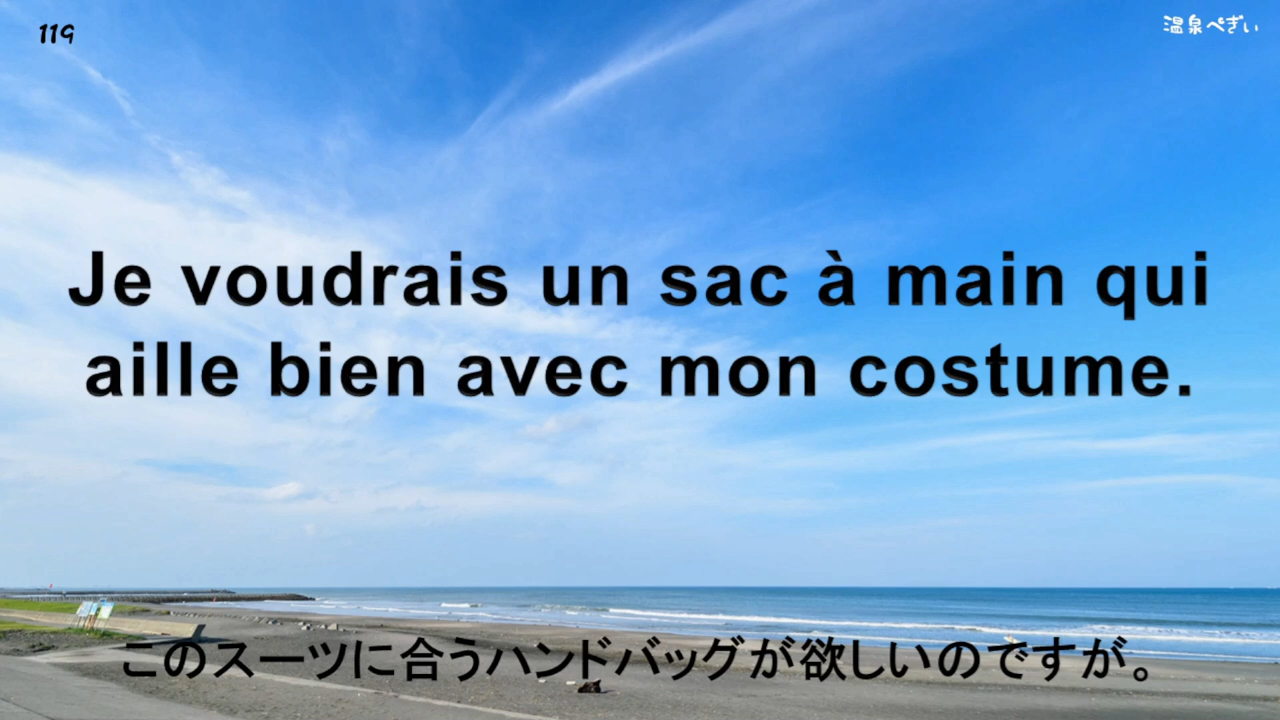 119
温泉ぺぎぃ
Je voudrais un sac à main qui
aille bien avec mon costume.
このスーツに合うハンドバッグが欲しいのですが。